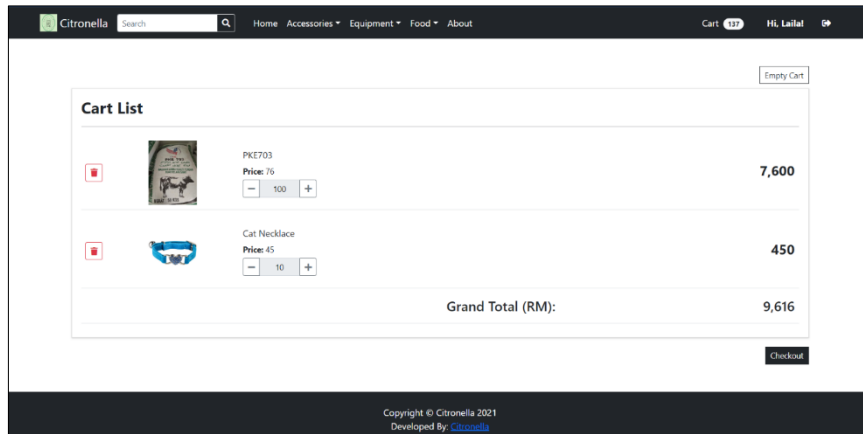 Citronella Search Home Accessories Equipment Food About Cart 137 Hi, Laila!
Empty Cart
Cart List
PKE703
Price: 76
100
7,600
Cat Necklace
Price: 45
10
450
Grand Total (RM): 9,616
Checkout
Copyright © Citronella 2021
Developed By: Citronella